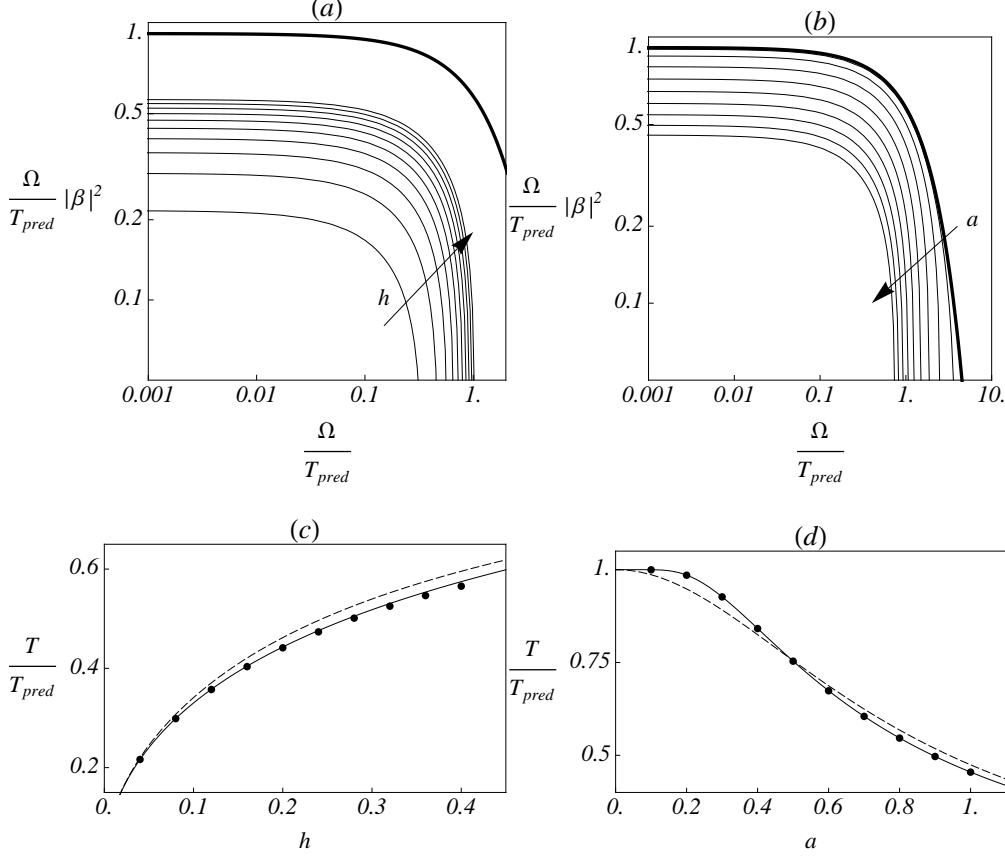 (a)
1.
0.5
0.2
0.1
Ω/T_pred |β|²
h
0.001 0.01 0.1 1.
Ω/T_pred
(b)
1.
0.5
0.2
0.1
Ω/T_pred |β|²
a
0.001 0.01 0.1 1. 10.
Ω/T_pred
(c)
0.6
0.4
0.2
T/T_pred
0. 0.1 0.2 0.3 0.4
h
(d)
1.
0.75
0.5
T/T_pred
0. 0.2 0.4 0.6 0.8 1.
a